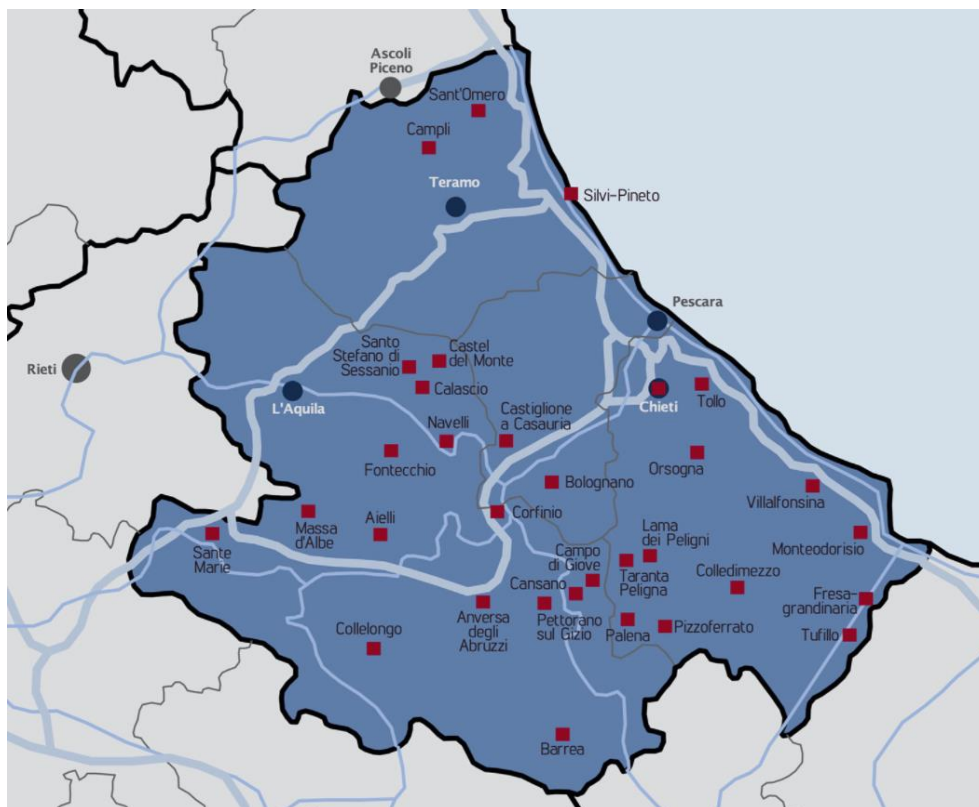 Ascoli
Piceno
Sant'Omero
Campli
Teramo
Silvi-Pineto
Pescara
Santo
Stefano di
Sessanio
Castel
del Monte
Rieti
L'Aquila
Calascio
Chieti
Tollo
Navelli
Castiglione
a Casauria
Fontecchio
Orsogna
Bolognano
Villalfonsina
Massa
d'Albe
Aielli
Corfinio
Sante
Marie
Lama
dei Peligni
Monteodorisio
Campo
di Giove
Taranta
Peligna
Cansano
Colledimezzo
Fresa-
grandinaria
Anversa
degli
Abruzzi
Pettorano
sul Gizio
Palena
Pizzoferrato
Tufillo
Collelongo
Barrea